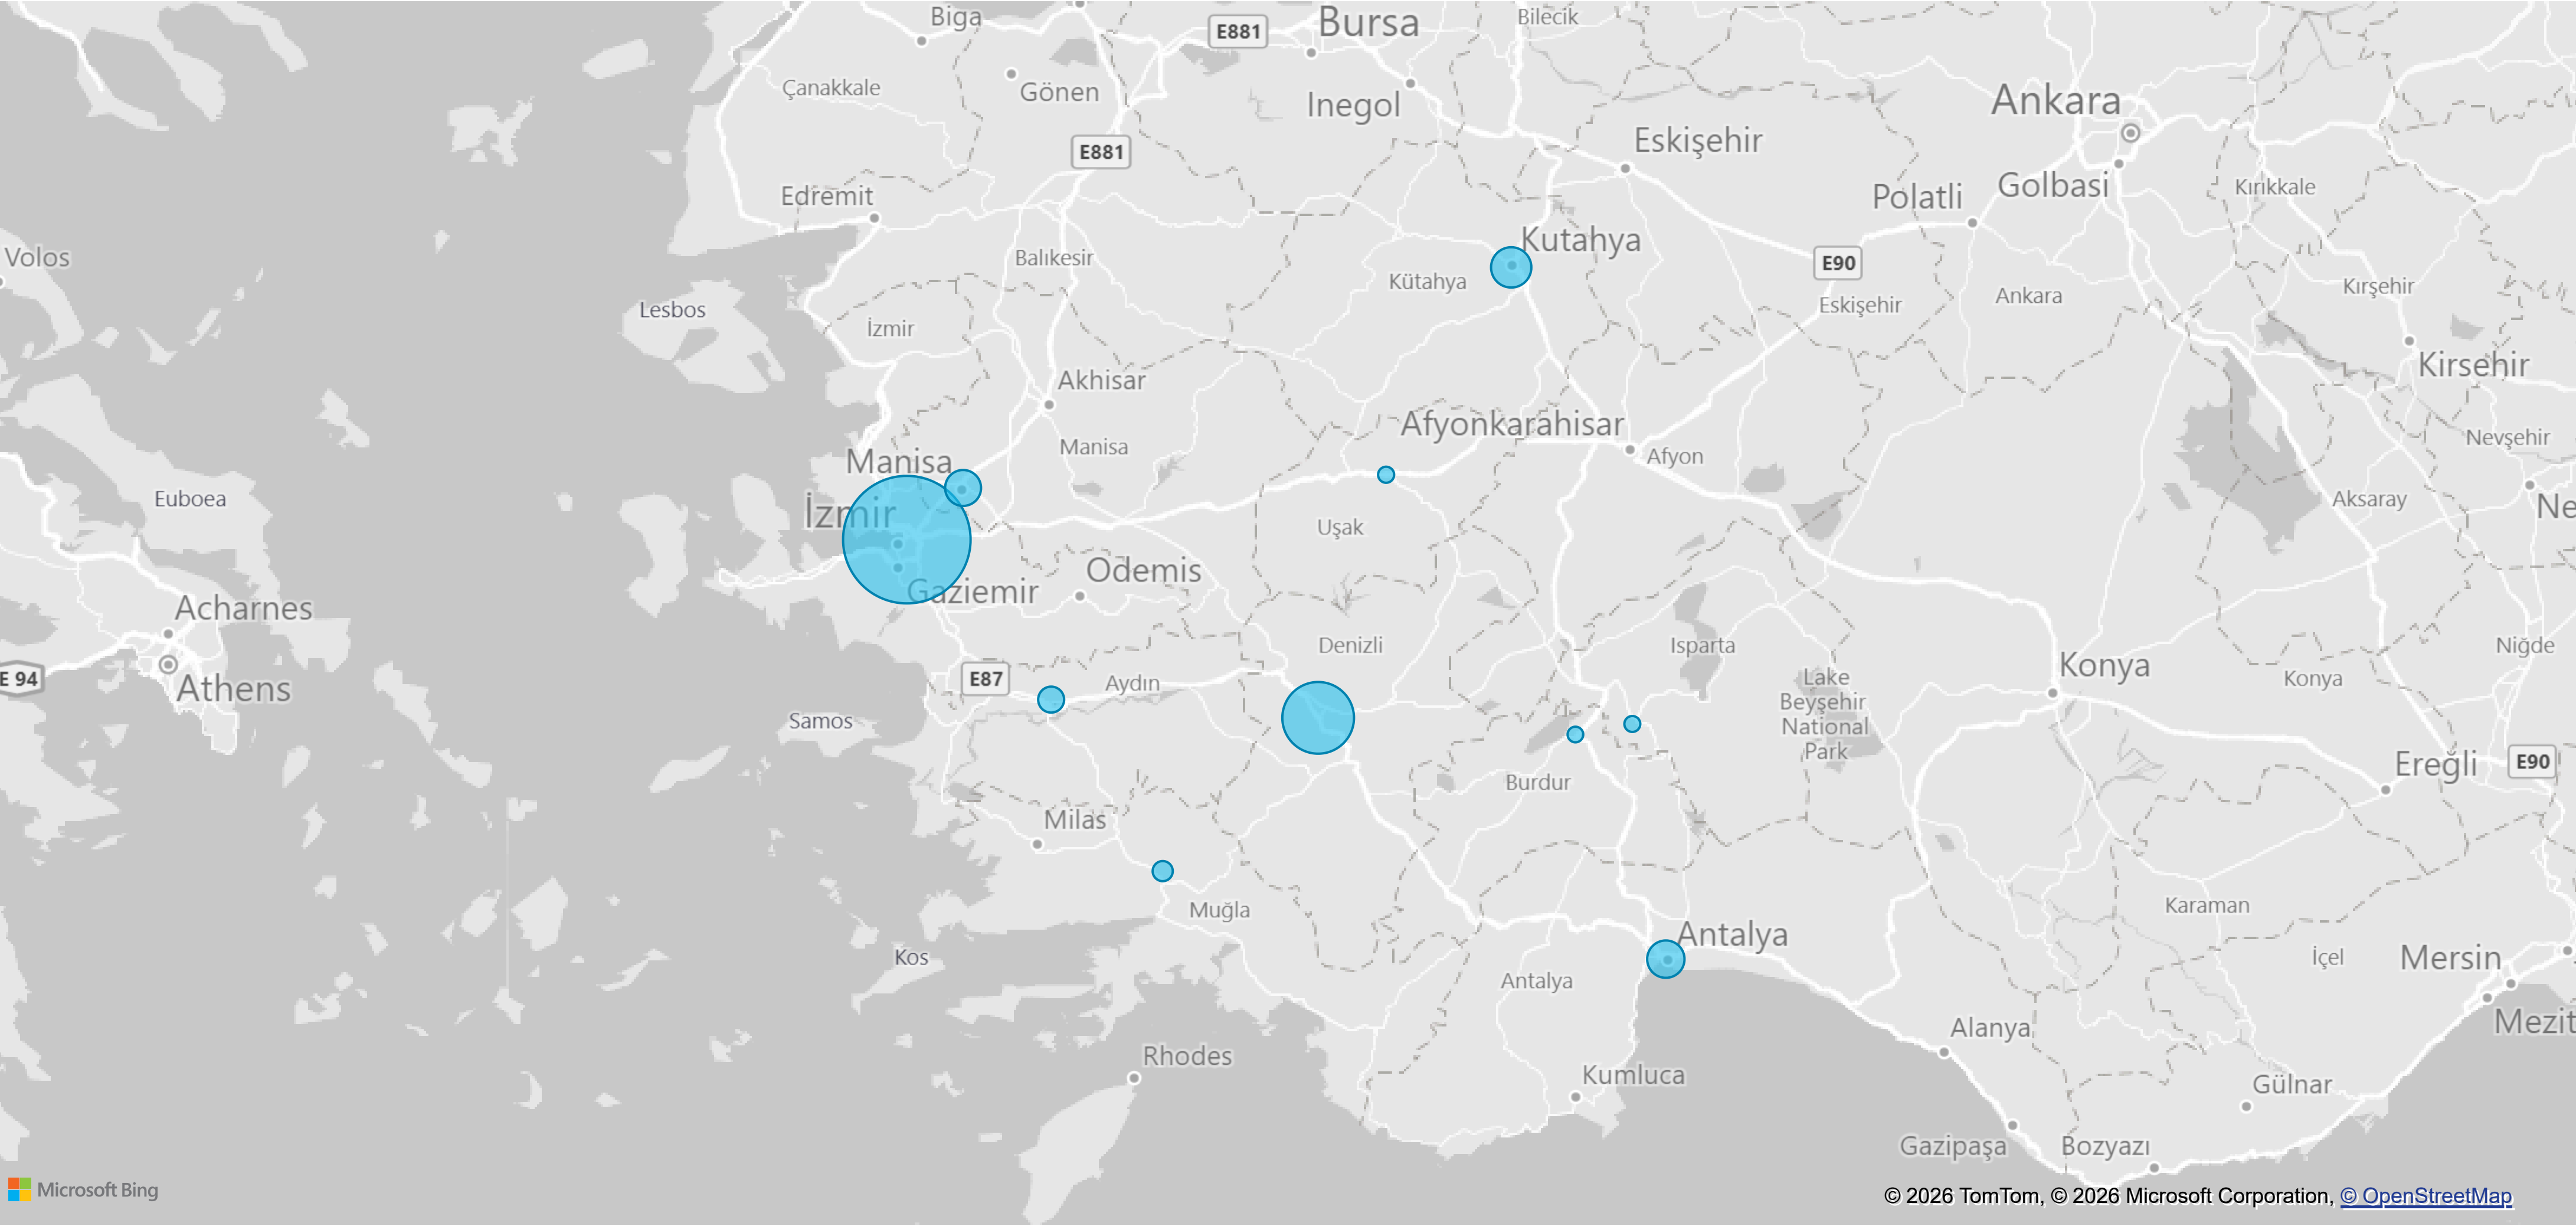 Biga
E881
Bursa
Bilecik
Çanakkale
Gönen
Inegol
Ankara
E881
Eskişehir
Edremit
Polatli
Golbasi
Kırıkkale
Volos
Balıkesir
Kutahya
Kütahya
E90
Eskişehir
Ankara
Kırşehir
Lesbos
İzmir
Kirsehir
Akhisar
Manisa
Afyonkarahisar
Afyon
Nevşehir
Manisa
Euboea
İzmir
Uşak
Aksaray
Ne
Gaziemir
Odemis
Acharnes
Denizli
Isparta
Niğde
E 94
Athens
E87
Aydın
Lake
Beyşehir
National
Park
Konya
Konya
Samos
Burdur
Ereğli
E90
Milas
Muğla
Karaman
Antalya
Kos
Antalya
İçel
Mersin
Alanya
Mezit
Rhodes
Kumluca
Gülnar
Gazipaşa
Bozyazı
Microsoft Bing
© 2026 TomTom, © 2026 Microsoft Corporation, © OpenStreetMap